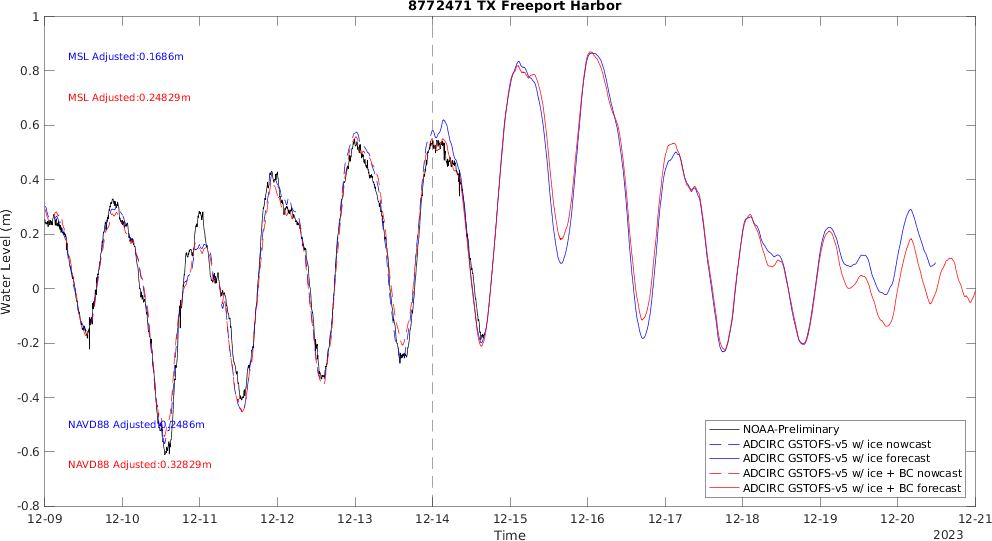 8772471 TX Freeport Harbor
1
0.8
0.6
0.4
0.2
0
-0.2
-0.4
-0.6
-0.8
Water Level (m)
MSL Adjusted:0.1686m
MSL Adjusted:0.24829m
NAVD88 Adjusted:0.2486m
NAVD88 Adjusted:0.32829m
NOAA-Preliminary
ADCIRC GSTOFS-v5 w/ ice nowcast
ADCIRC GSTOFS-v5 w/ ice forecast
ADCIRC GSTOFS-v5 w/ ice + BC nowcast
ADCIRC GSTOFS-v5 w/ ice + BC forecast
12-09 12-10 12-11 12-12 12-13 12-14 12-15 12-16 12-17 12-18 12-19 12-20 12-21
Time
2023